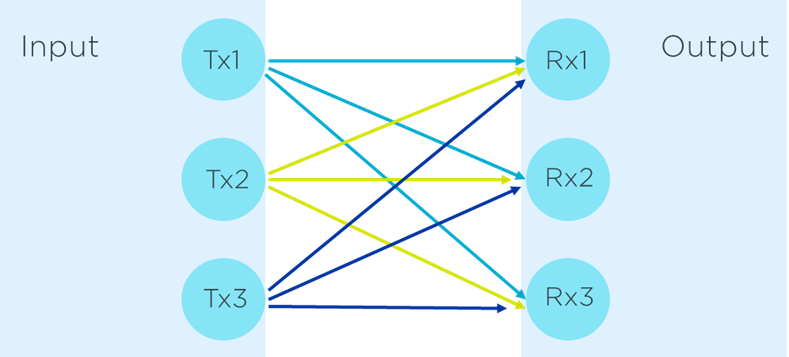 Input
Output
Tx1
Rx1
Tx2
Rx2
Tx3
Rx3